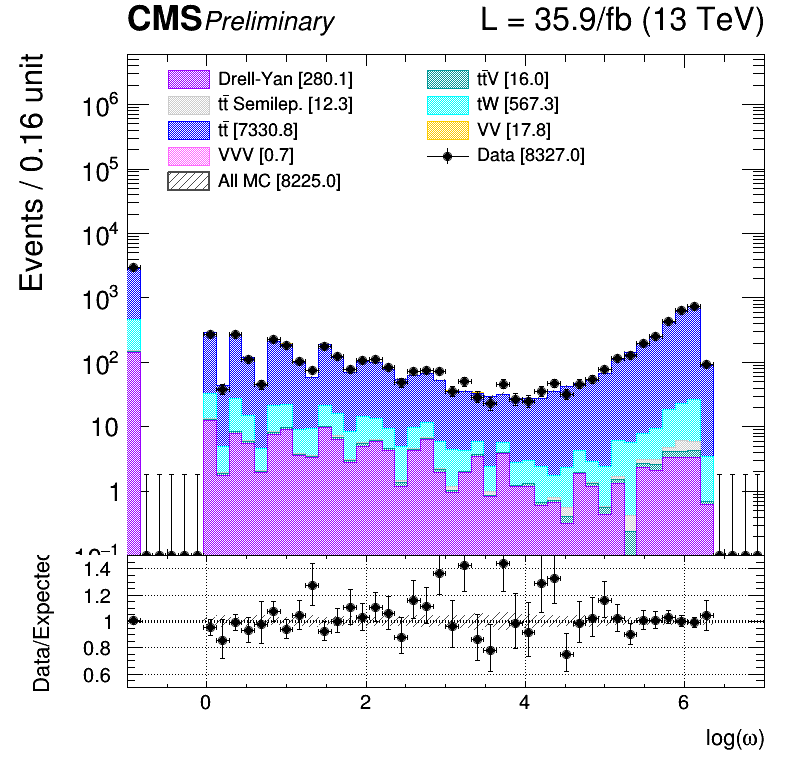 CMS Preliminary L = 35.9/fb (13 TeV)
Events / 0.16 unit
Drell-Yan [280.1]
tt̄ Semilep. [12.3]
tt̄ [7330.8]
VVV [0.7]
All MC [8225.0]
tt̄V [16.0]
tW [567.3]
VV [17.8]
Data [8327.0]
10⁶
10⁵
10⁴
10³
10²
10
1
10⁻¹
Data/Expected
1.4
1.2
1
0.8
0.6
0 2 4 6
log(ω)